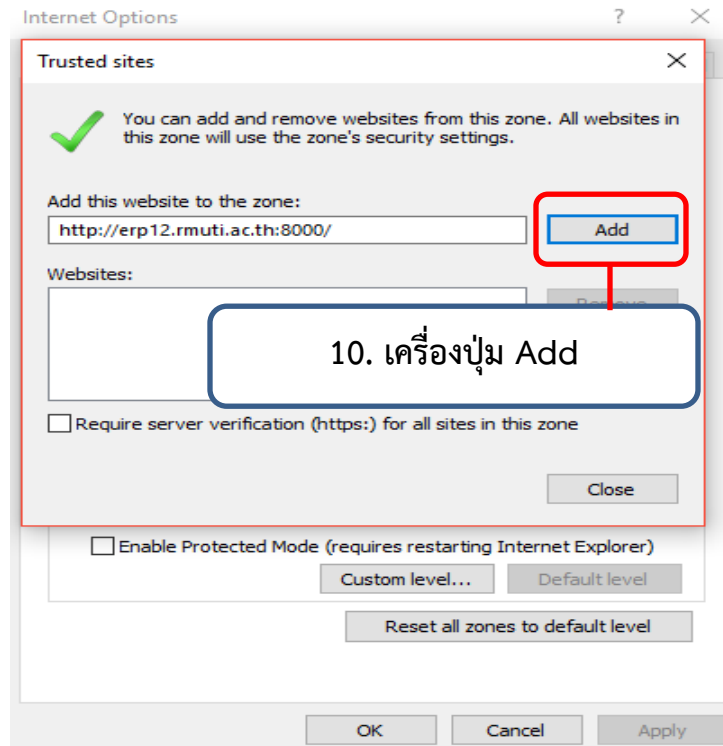 Internet Options
?
Trusted sites
You can add and remove websites from this zone. All websites in
this zone will use the zone's security settings.
Add this website to the zone:
http://erp12.rmuti.ac.th:8000/
Add
Websites:
Remove
10. เครื่องปุ่ม Add
Require server verification (https:) for all sites in this zone
Close
Enable Protected Mode (requires restarting Internet Explorer)
Custom level...
Default level
Reset all zones to default level
OK
Cancel
Apply